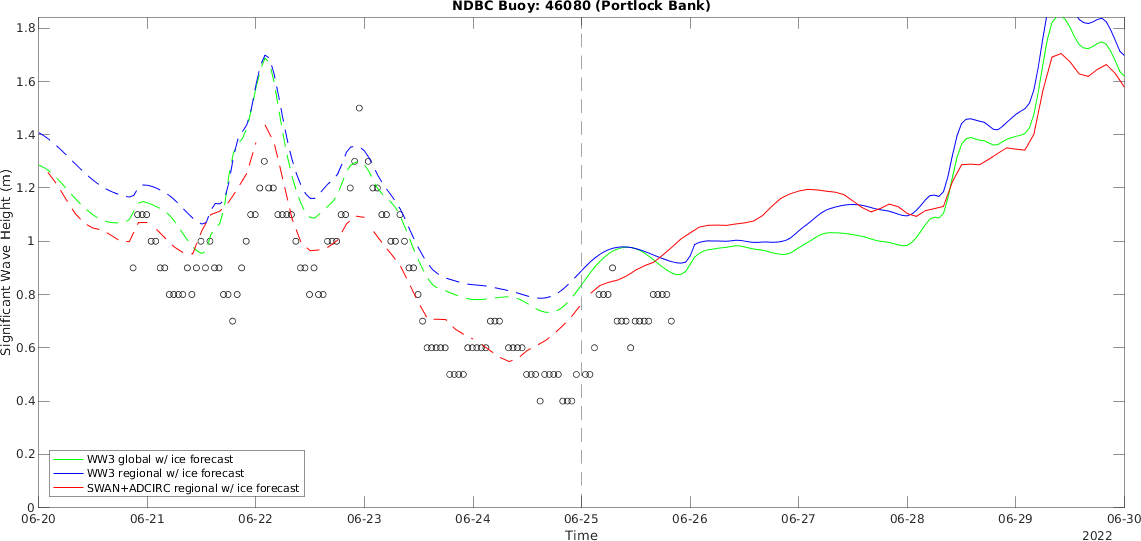 NDBC Buoy: 46080 (Portlock Bank)
Significant Wave Height (m)
1.8
1.6
1.4
1.2
1
0.8
0.6
0.4
0.2
0
WW3 global w/ ice forecast
WW3 regional w/ ice forecast
SWAN+ADCIRC regional w/ ice forecast
06-20 06-21 06-22 06-23 06-24 06-25 06-26 06-27 06-28 06-29 06-30
Time
2022